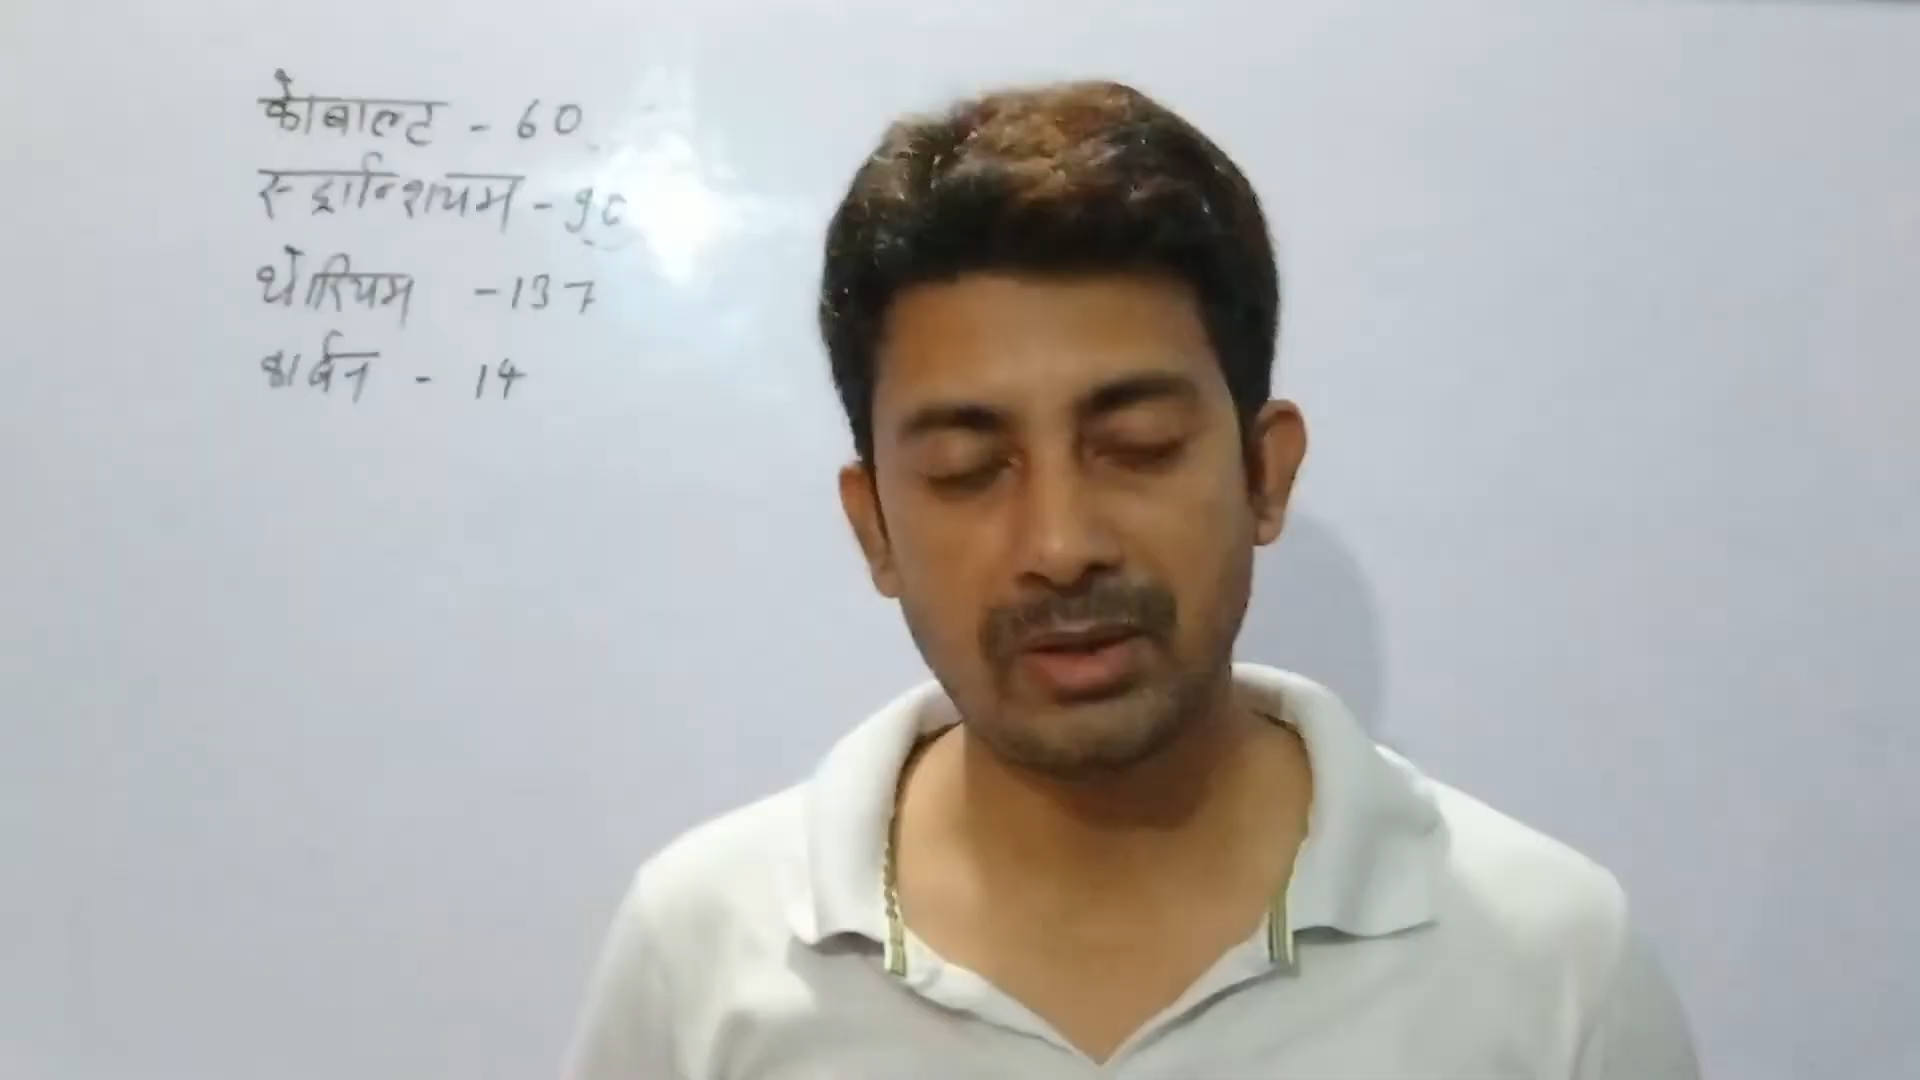 कोबाल्ट - 60
स्ट्रान्शियम - 90
थोरियम - 137
कार्बन - 14